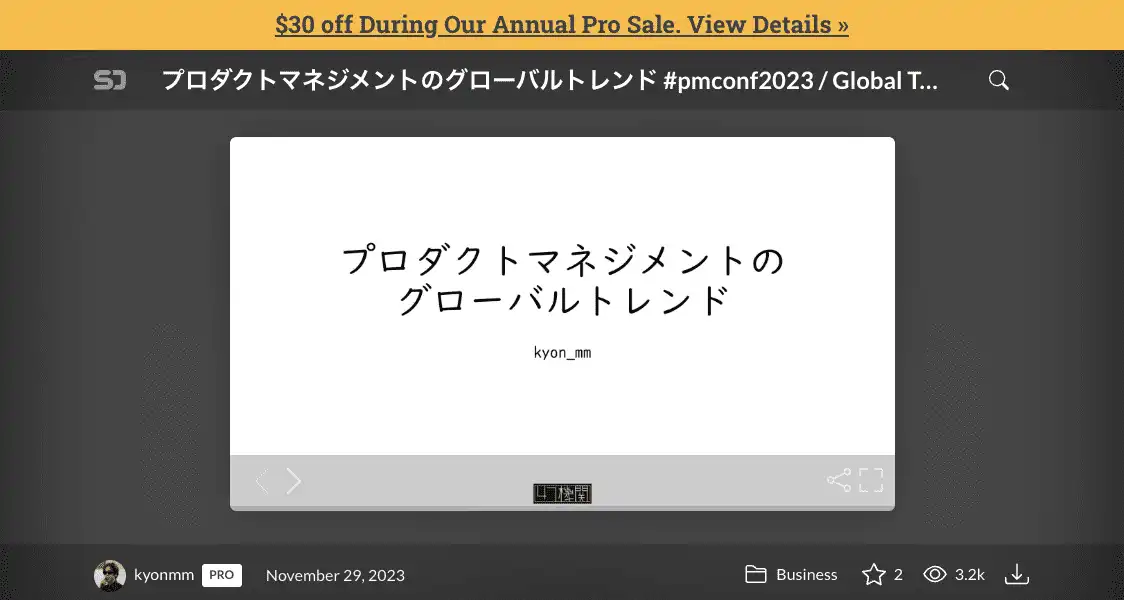 $30 off During Our Annual Pro Sale. View Details »
プロダクトマネジメントのグローバルトレンド #pmconf2023 / Global T...
プロダクトマネジメントの
グローバルトレンド
kyon_mm
kyonmm PRO November 29, 2023 Business 2 3.2k